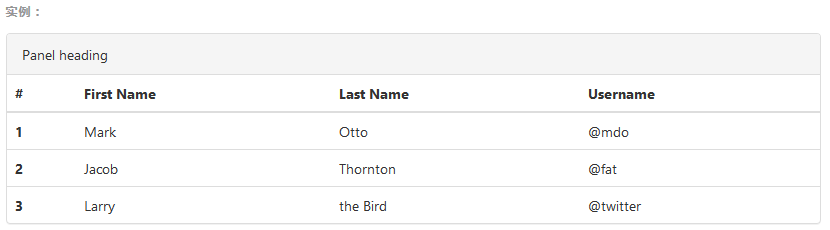 实例：
Panel heading
# First Name Last Name Username
1 Mark Otto @mdo
2 Jacob Thornton @fat
3 Larry the Bird @twitter